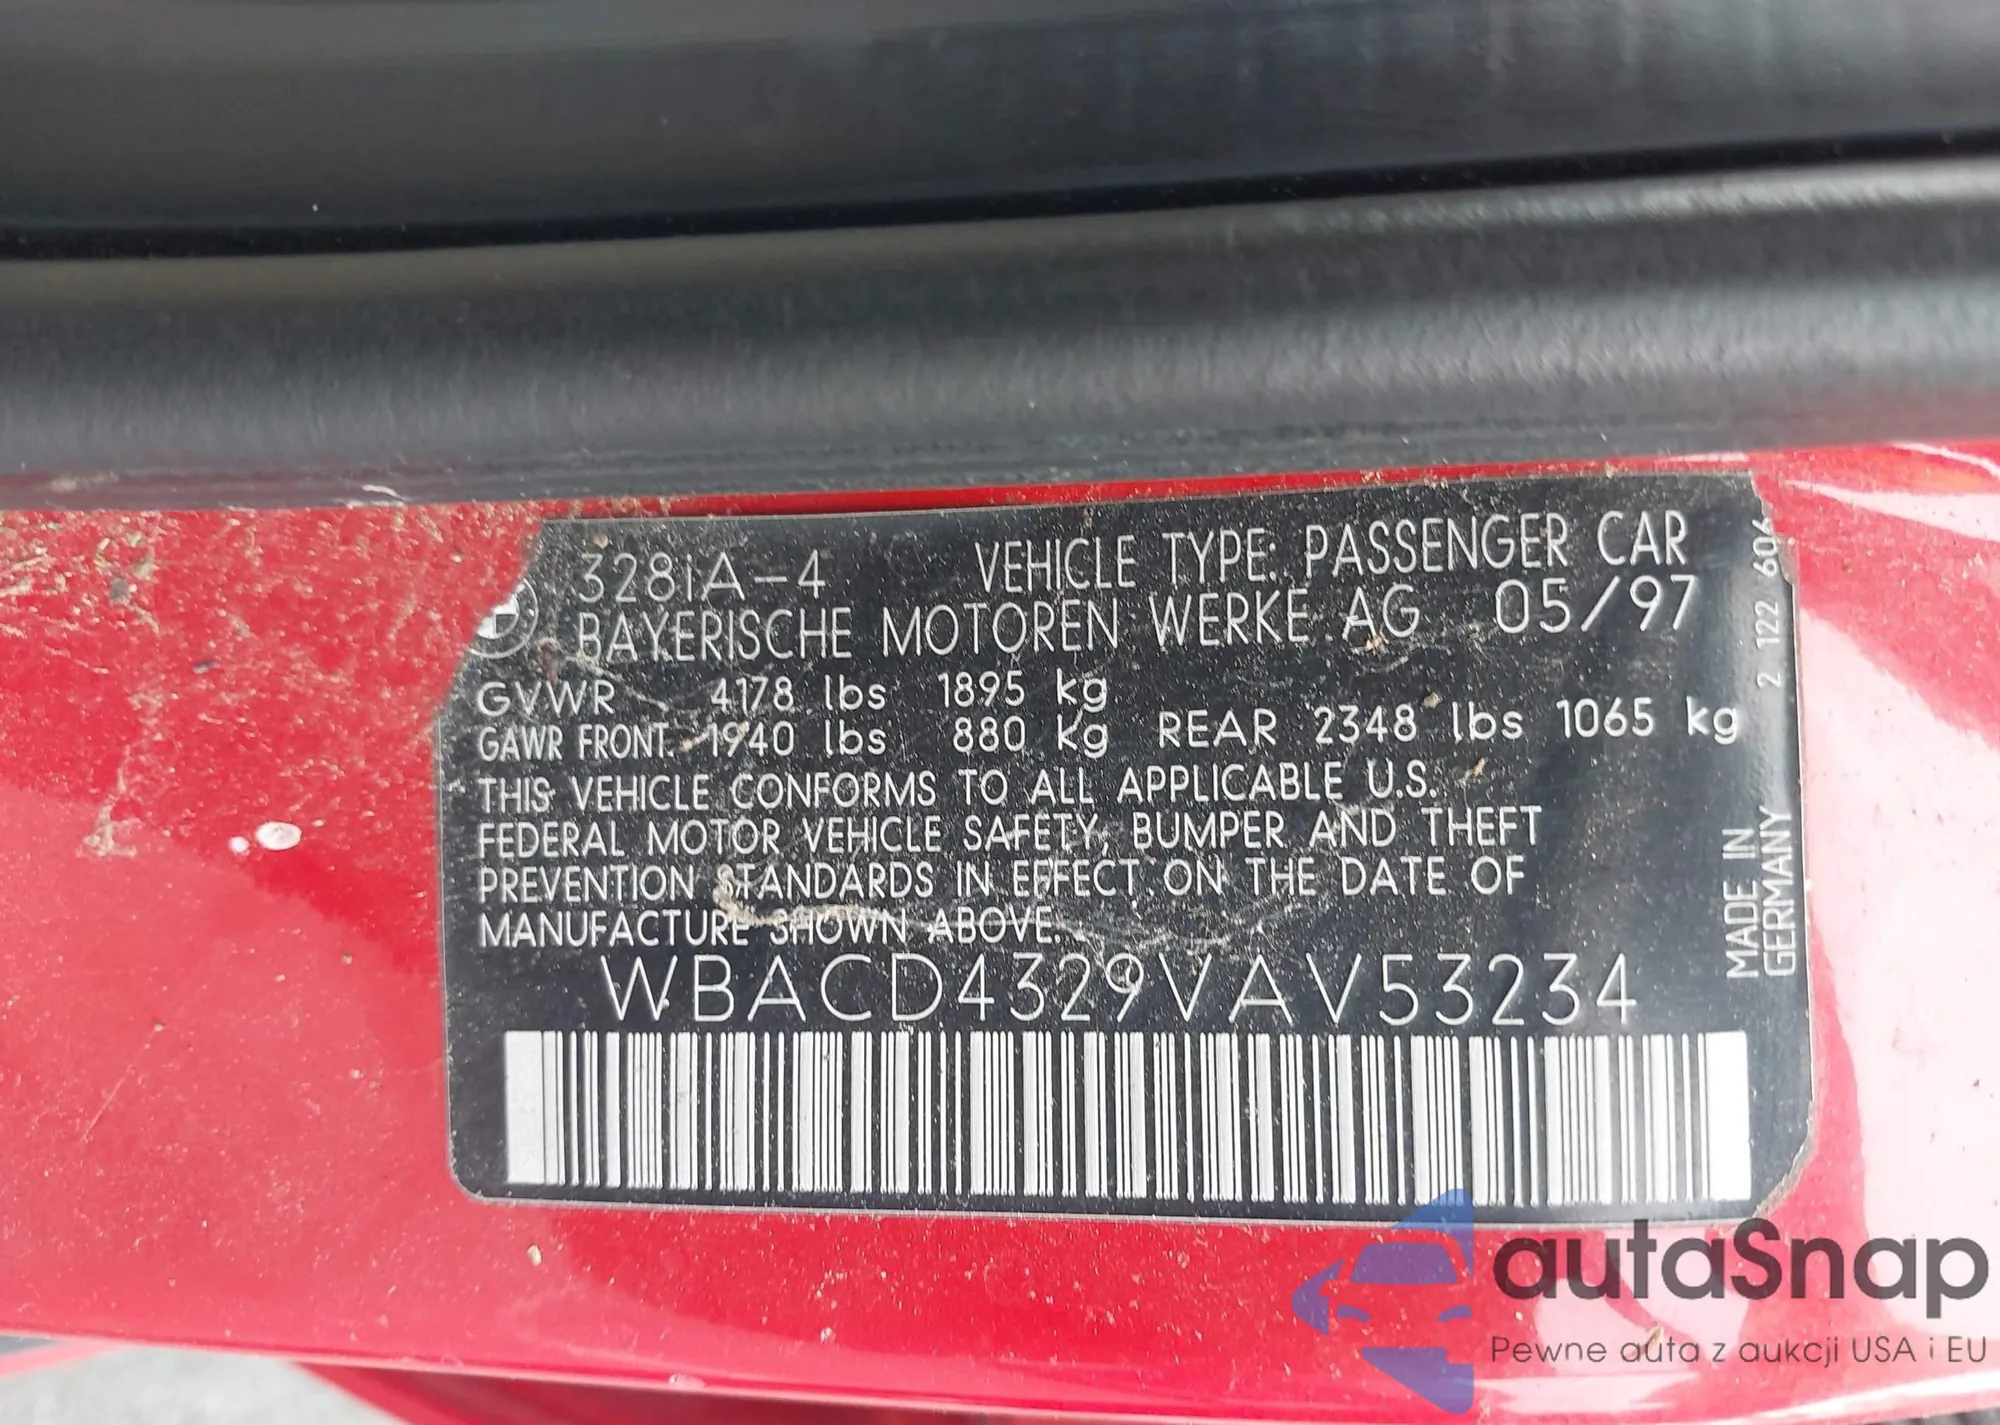 328iA-4 VEHICLE TYPE: PASSENGER CAR
BAYERISCHE MOTOREN WERKE AG 05/97
GVWR 4178 lbs 1895 kg
GAWR FRONT. 1940 lbs 880 kg REAR 2348 lbs 1065 kg
THIS VEHICLE CONFORMS TO ALL APPLICABLE U.S.
FEDERAL MOTOR VEHICLE SAFETY, BUMPER AND THEFT
PREVENTION STANDARDS IN EFFECT ON THE DATE OF
MANUFACTURE SHOWN ABOVE.
WBACD4329VAV53234
2 122 606
MADE IN
GERMANY
autaSnap
Pewne auta z aukcji USA i EU